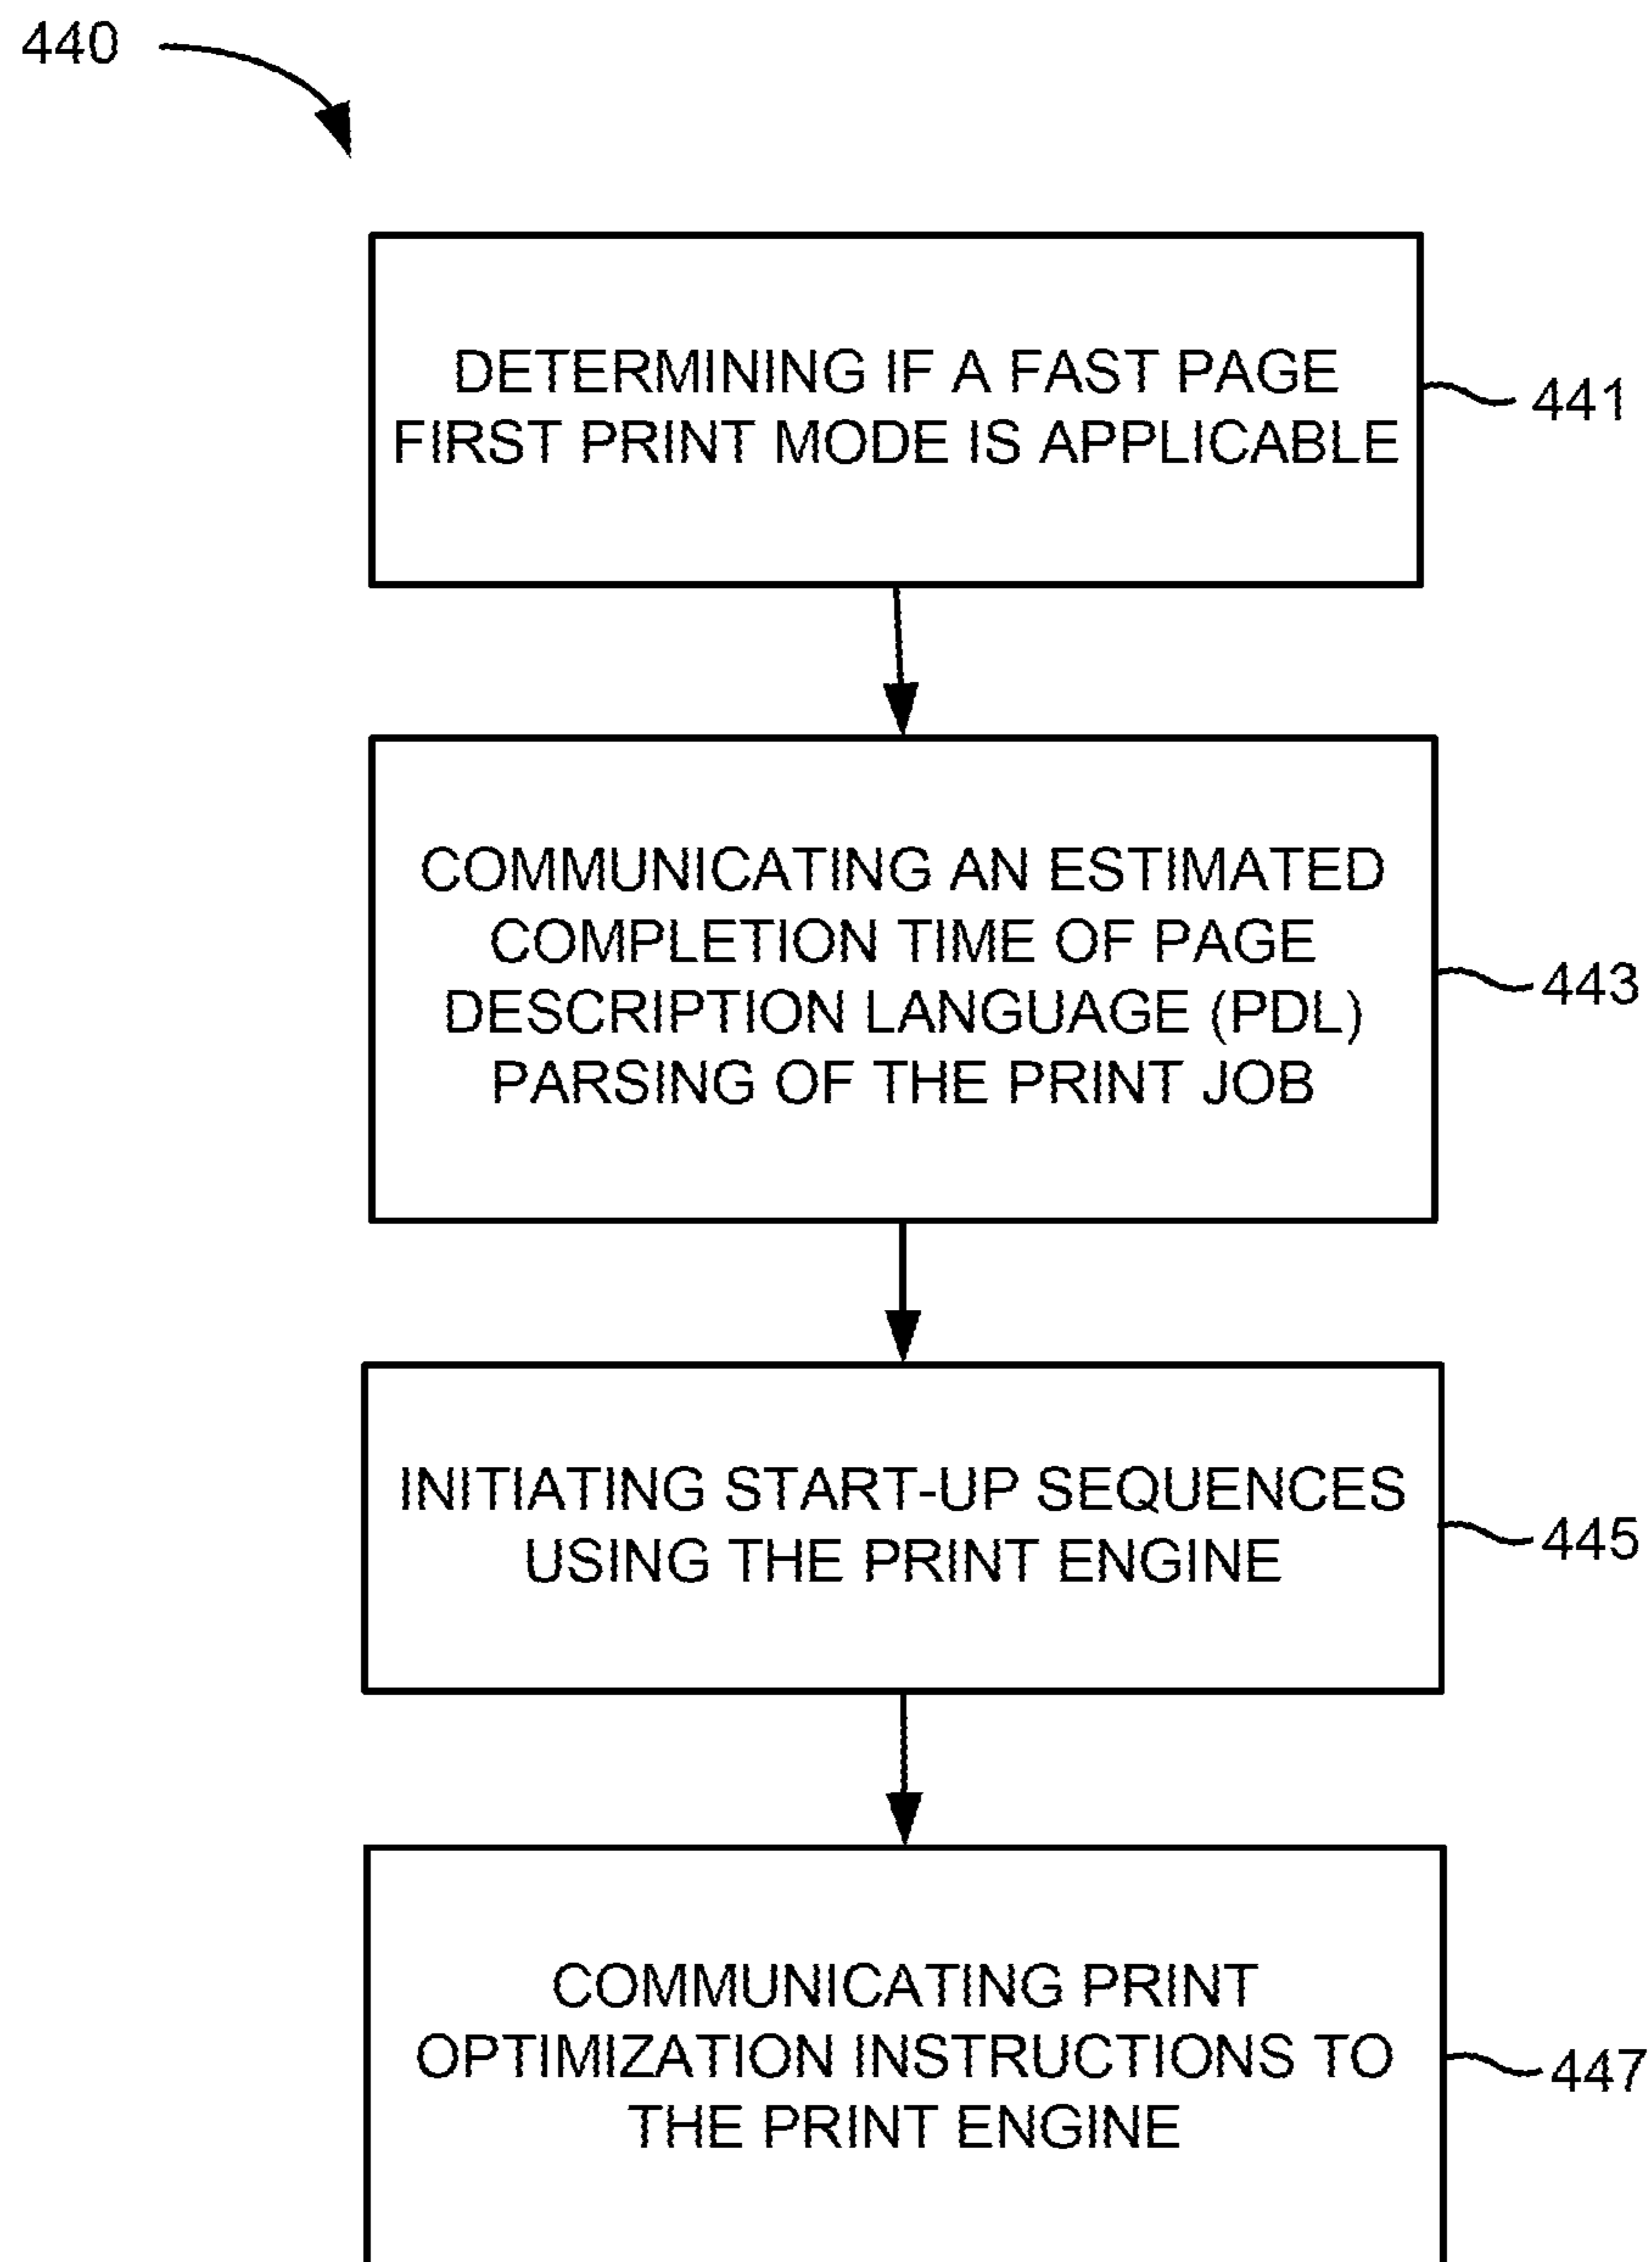 440
DETERMINING IF A FAST PAGE
FIRST PRINT MODE IS APPLICABLE
441
COMMUNICATING AN ESTIMATED
COMPLETION TIME OF PAGE
DESCRIPTION LANGUAGE (PDL)
PARSING OF THE PRINT JOB
443
INITIATING START-UP SEQUENCES
USING THE PRINT ENGINE
445
COMMUNICATING PRINT
OPTIMIZATION INSTRUCTIONS TO
THE PRINT ENGINE
447